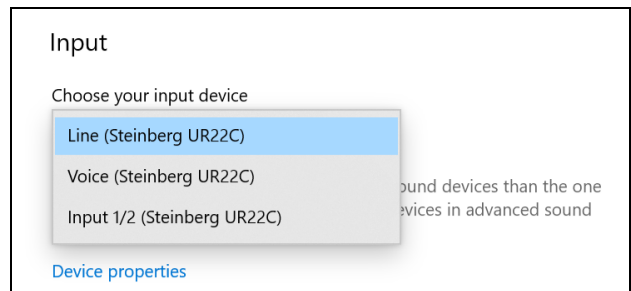 Input
Choose your input device
Line (Steinberg UR22C)
Voice (Steinberg UR22C)
Input 1/2 (Steinberg UR22C)
ound devices than the one
evices in advanced sound
Device properties